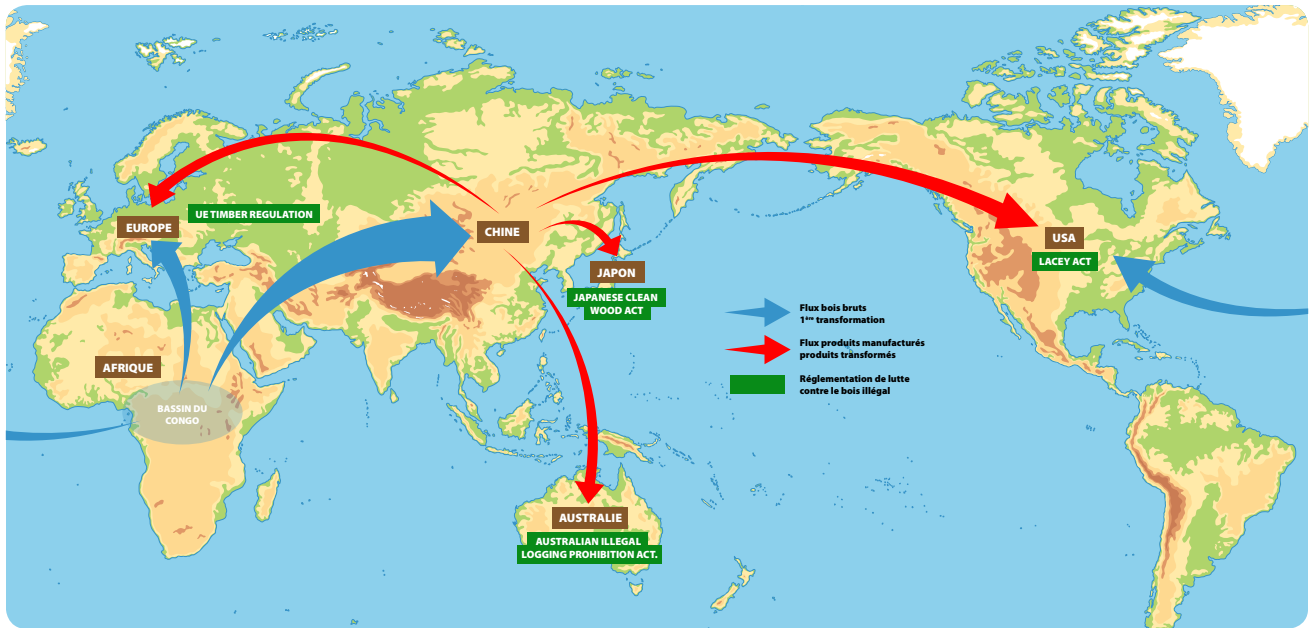 UE TIMBER REGULATION
EUROPE
CHINE
USA
LACEY ACT
JAPON
JAPANESE CLEAN
WOOD ACT
Flux bois bruts
1ère transformation
Flux produits manufacturés
produits transformés
Réglementation de lutte
contre le bois illégal
AFRIQUE
BASSIN DU
CONGO
AUSTRALIE
AUSTRALIAN ILLEGAL
LOGGING PROHIBITION ACT.